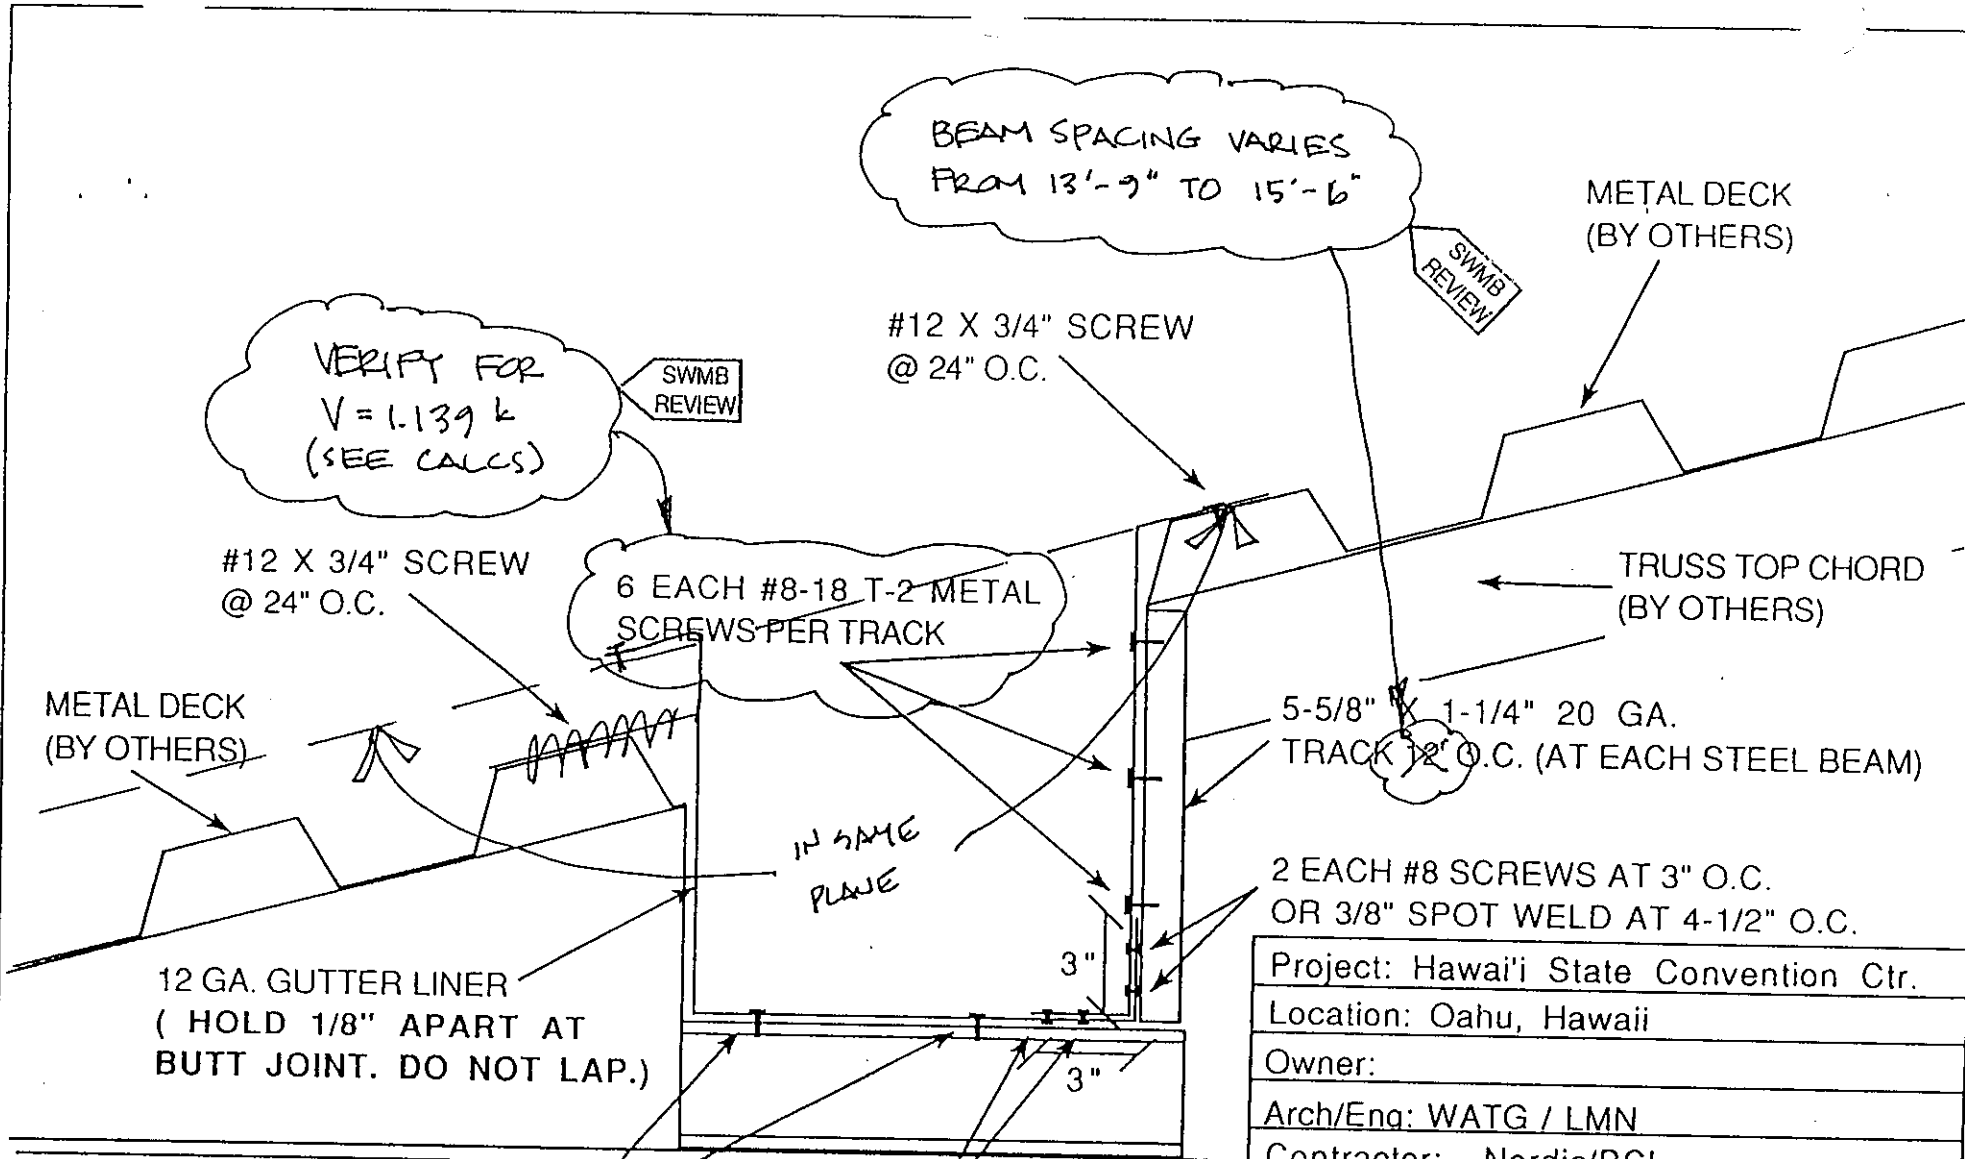 BEAM SPACING VARIES
FROM 13'-9" TO 15'-6"
SWMB
REVIEW
METAL DECK
(BY OTHERS)
#12 X 3/4" SCREW
@ 24" O.C.
VERIFY FOR
V = 1.139 k
(SEE CALCS)
SWMB
REVIEW
#12 X 3/4" SCREW
@ 24" O.C.
6 EACH #8-18 T-2 METAL
SCREWS PER TRACK
TRUSS TOP CHORD
(BY OTHERS)
METAL DECK
(BY OTHERS)
5-5/8" X 1-1/4" 20 GA.
TRACK 12' O.C. (AT EACH STEEL BEAM)
IN SAME
PLANE
2 EACH #8 SCREWS AT 3" O.C.
OR 3/8" SPOT WELD AT 4-1/2" O.C.
3"
3"
12 GA. GUTTER LINER
( HOLD 1/8" APART AT
BUTT JOINT. DO NOT LAP.)
Project: Hawai'i State Convention Ctr.
Location: Oahu, Hawaii
Owner:
Arch/Eng: WATG / LMN
Contractor: Nordic/PCL